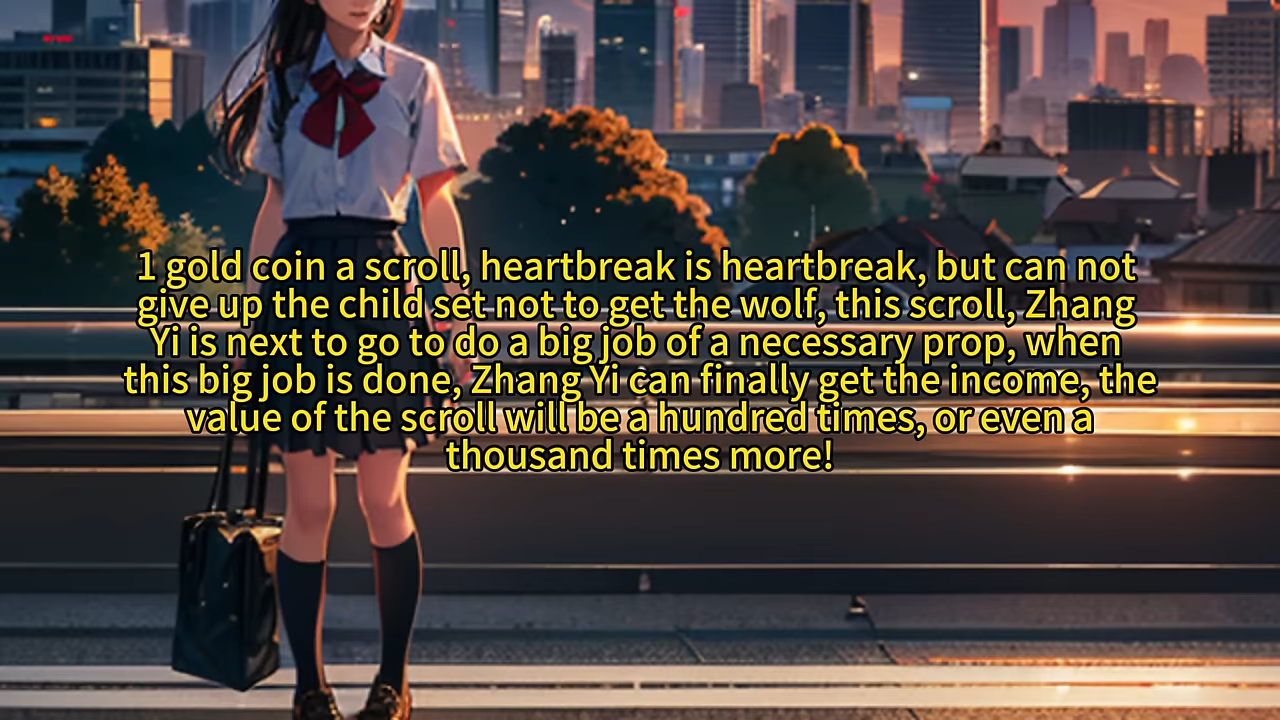 1 gold coin a scroll, heartbreak is heartbreak, but can not
give up the child set not to get the wolf, this scroll, Zhang
Yi is next to go to do a big job of a necessary prop, when
this big job is done, Zhang Yi can finally get the income, the
value of the scroll will be a hundred times, or even a
thousand times more!